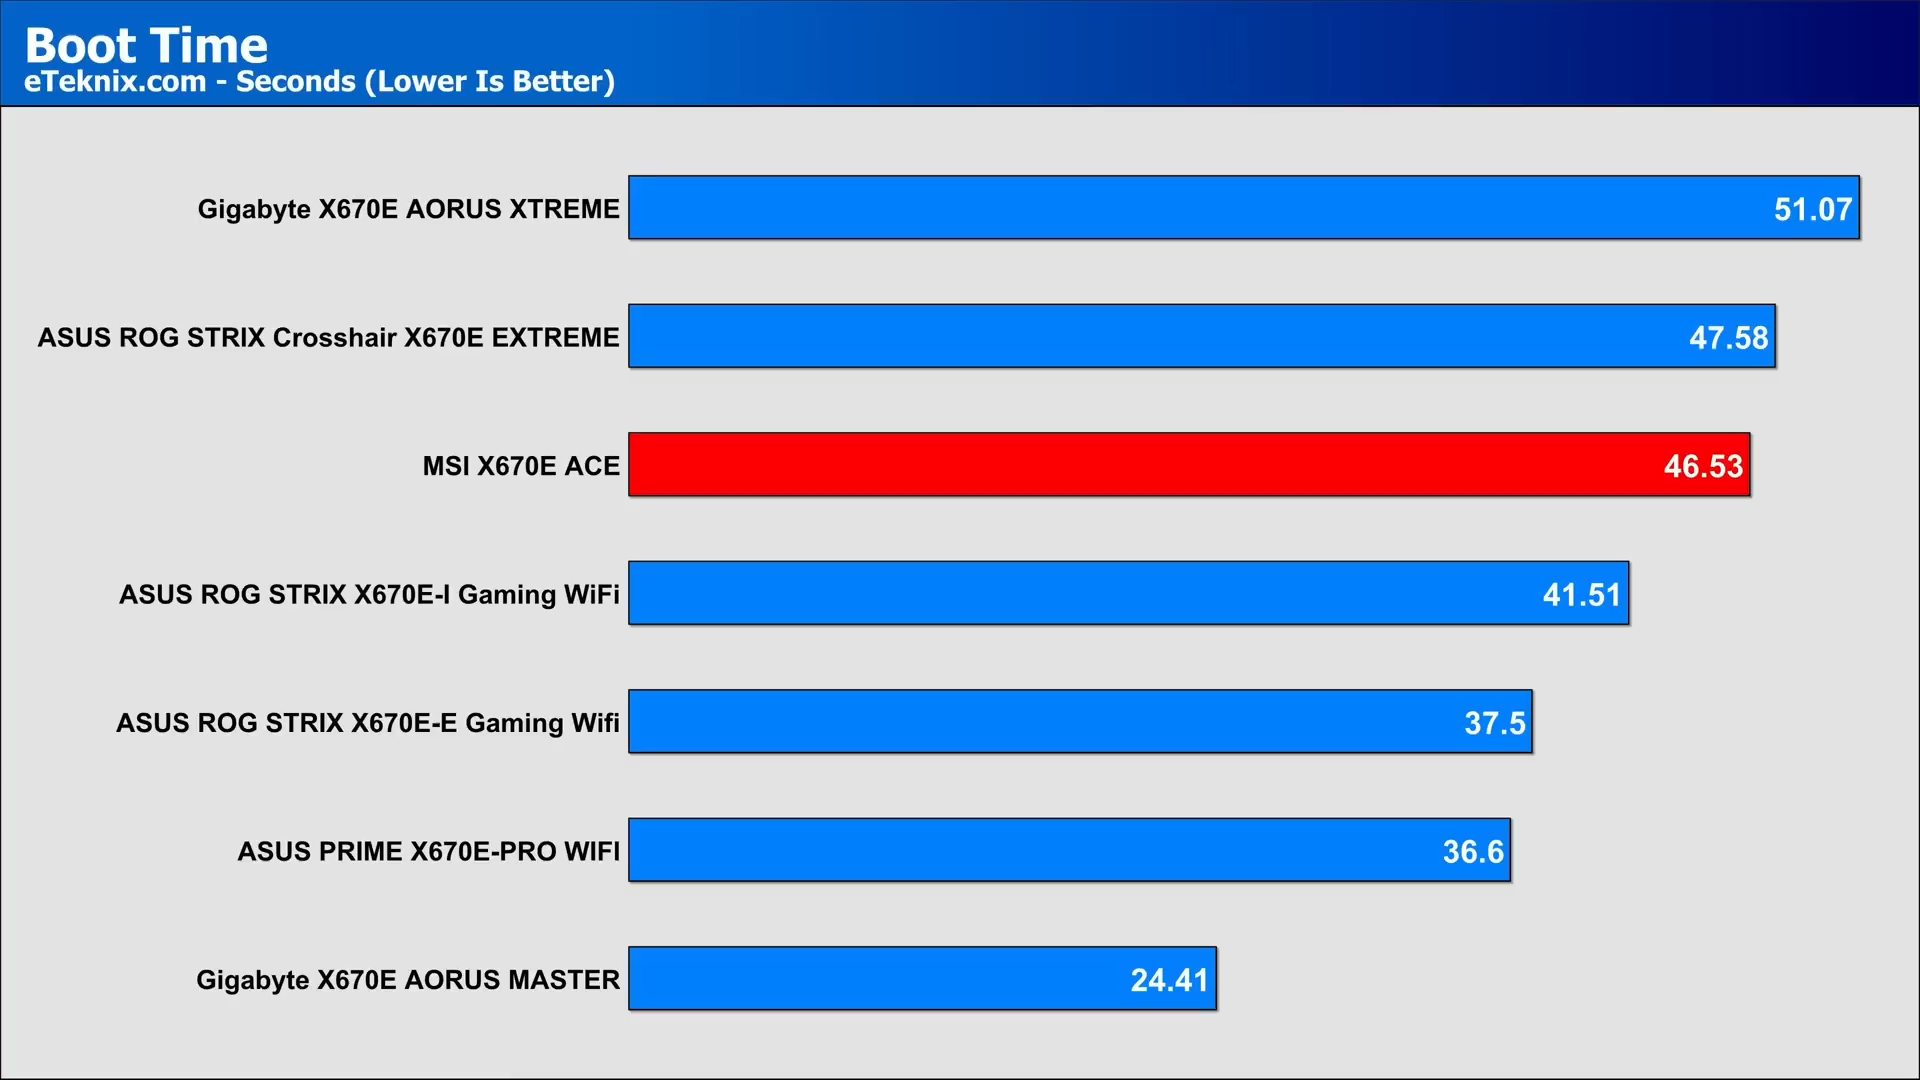 Boot Time
eTeknix.com - Seconds (Lower Is Better)
Gigabyte X670E AORUS XTREME 51.07
ASUS ROG STRIX Crosshair X670E EXTREME 47.58
MSI X670E ACE 46.53
ASUS ROG STRIX X670E-I Gaming WiFi 41.51
ASUS ROG STRIX X670E-E Gaming Wifi 37.5
ASUS PRIME X670E-PRO WIFI 36.6
Gigabyte X670E AORUS MASTER 24.41